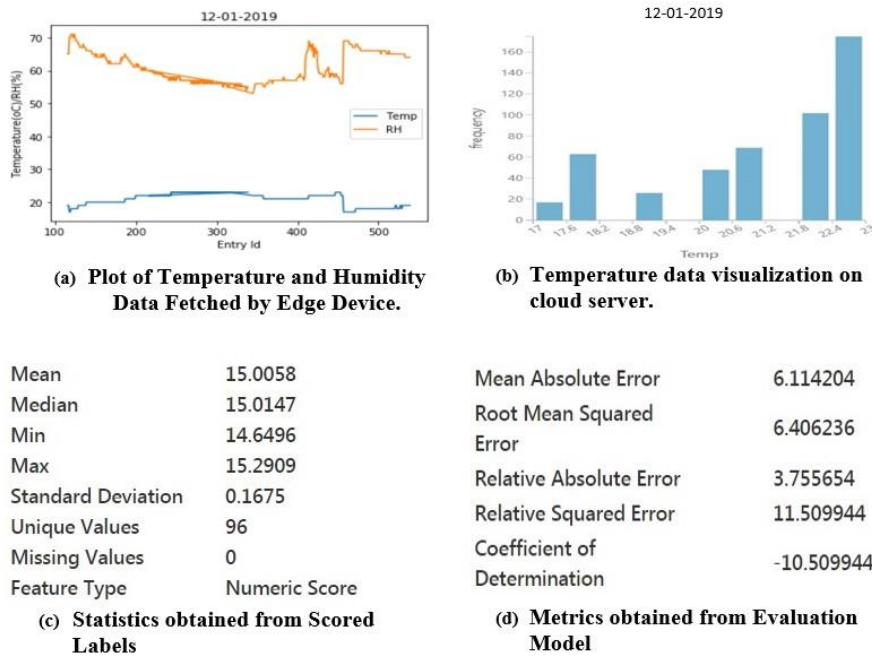 12-01-2019
70
60
50
40
30
20
Temperature(oC)/RH(%)
Temp
RH
100
200
300
400
500
Entry Id
(a) Plot of Temperature and Humidity
Data Fetched by Edge Device.
12-01-2019
160
140
120
100
80
60
40
20
0
frequency
17
17.6
18.2
18.8
19.4
20
20.6
21.2
21.8
22.4
23
Temp
(b) Temperature data visualization on
cloud server.
Mean 15.0058
Median 15.0147
Min 14.6496
Max 15.2909
Standard Deviation 0.1675
Unique Values 96
Missing Values 0
Feature Type Numeric Score
(c) Statistics obtained from Scored
Labels
Mean Absolute Error 6.114204
Root Mean Squared
Error 6.406236
Relative Absolute Error 3.755654
Relative Squared Error 11.509944
Coefficient of
Determination -10.509944
(d) Metrics obtained from Evaluation
Model